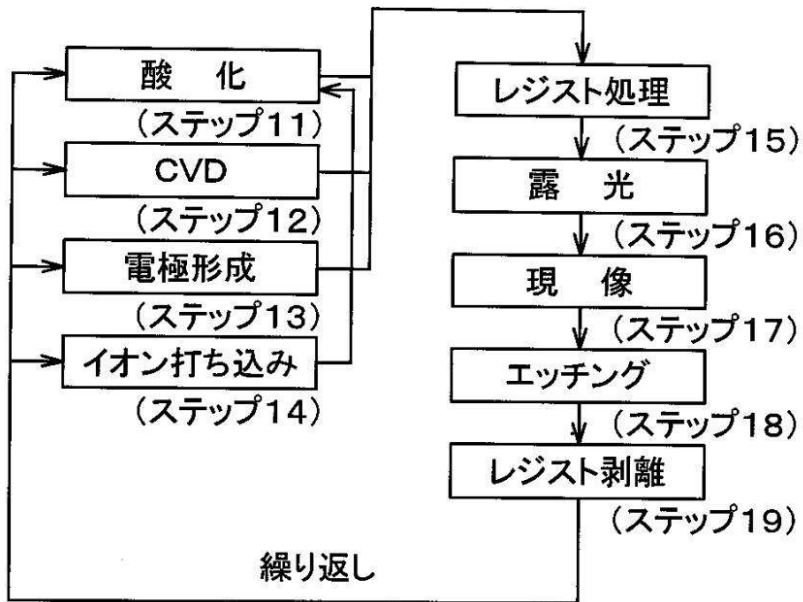 酸 化
(ステップ11)
CVD
(ステップ12)
電極形成
(ステップ13)
イオン打ち込み
(ステップ14)
レジスト処理
(ステップ15)
露 光
(ステップ16)
現 像
(ステップ17)
エッチング
(ステップ18)
レジスト剥離
(ステップ19)
繰り返し